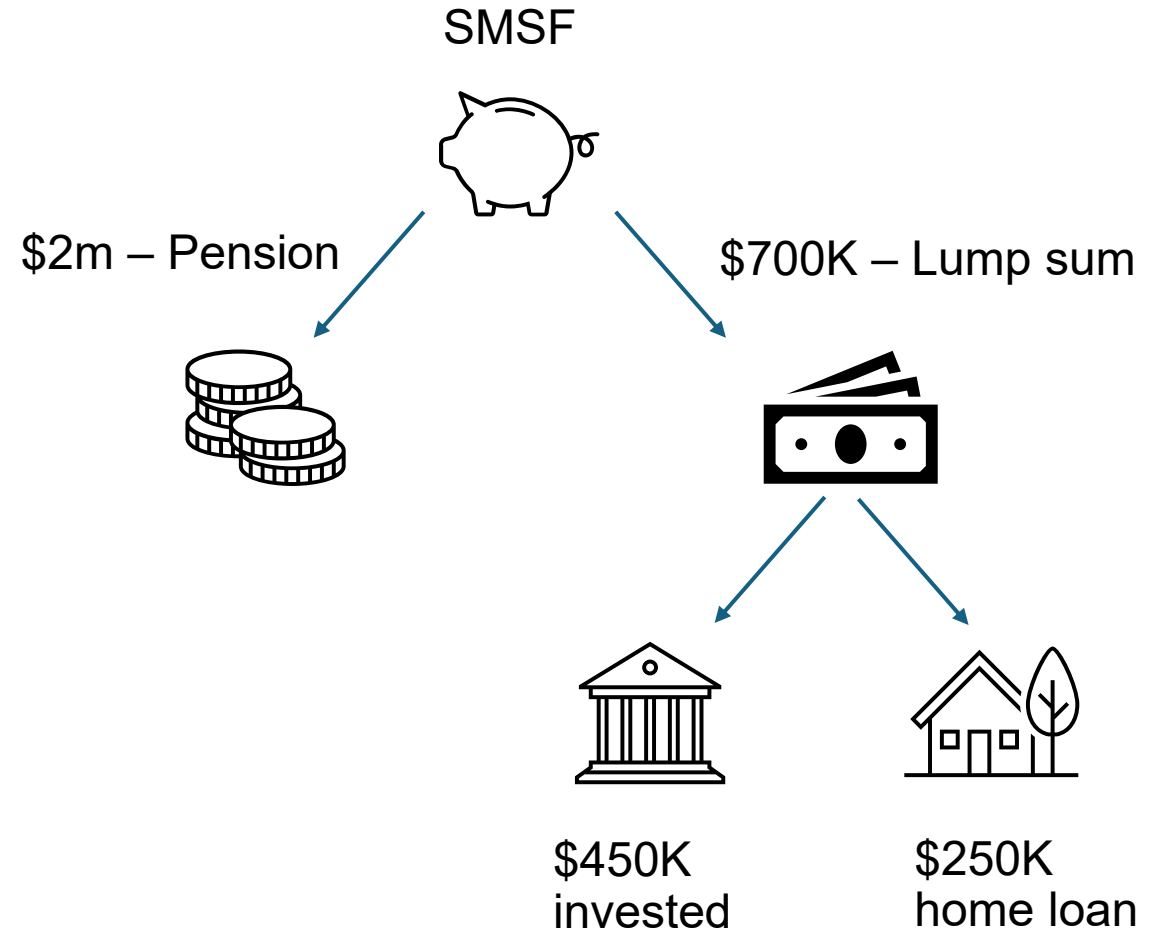 SMSF
$2m – Pension
$700K – Lump sum
$450K
invested
$250K
home loan